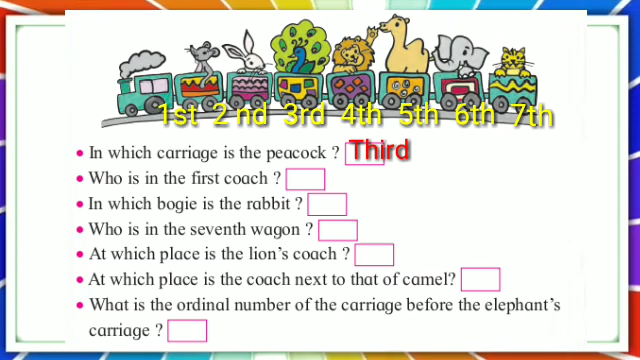 1st 2nd 3rd 4th 5th 6th 7th
• In which carriage is the peacock ? Third
• Who is in the first coach ?
• In which bogie is the rabbit ?
• Who is in the seventh wagon ?
• At which place is the lion's coach ?
• At which place is the coach next to that of camel?
• What is the ordinal number of the carriage before the elephant's
carriage ?